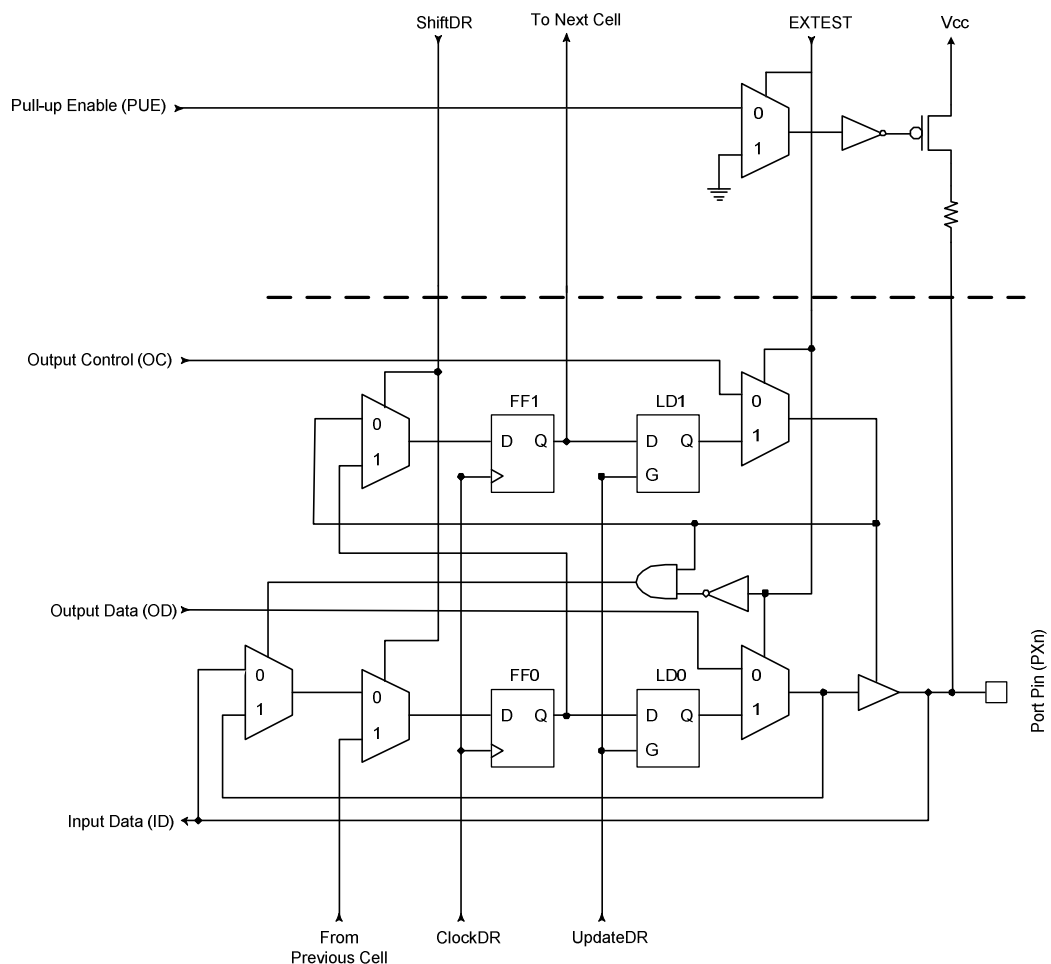 ShiftDR
To Next Cell
EXTEST
Vcc
Pull-up Enable (PUE)
0
1
Output Control (OC)
FF1
LD1
0
0
1
D Q
D Q
1
G
Output Data (OD)
Port Pin (PXn)
FF0
LD0
0
0
0
1
1
D Q
D Q
1
G
Input Data (ID)
From
Previous Cell
ClockDR
UpdateDR